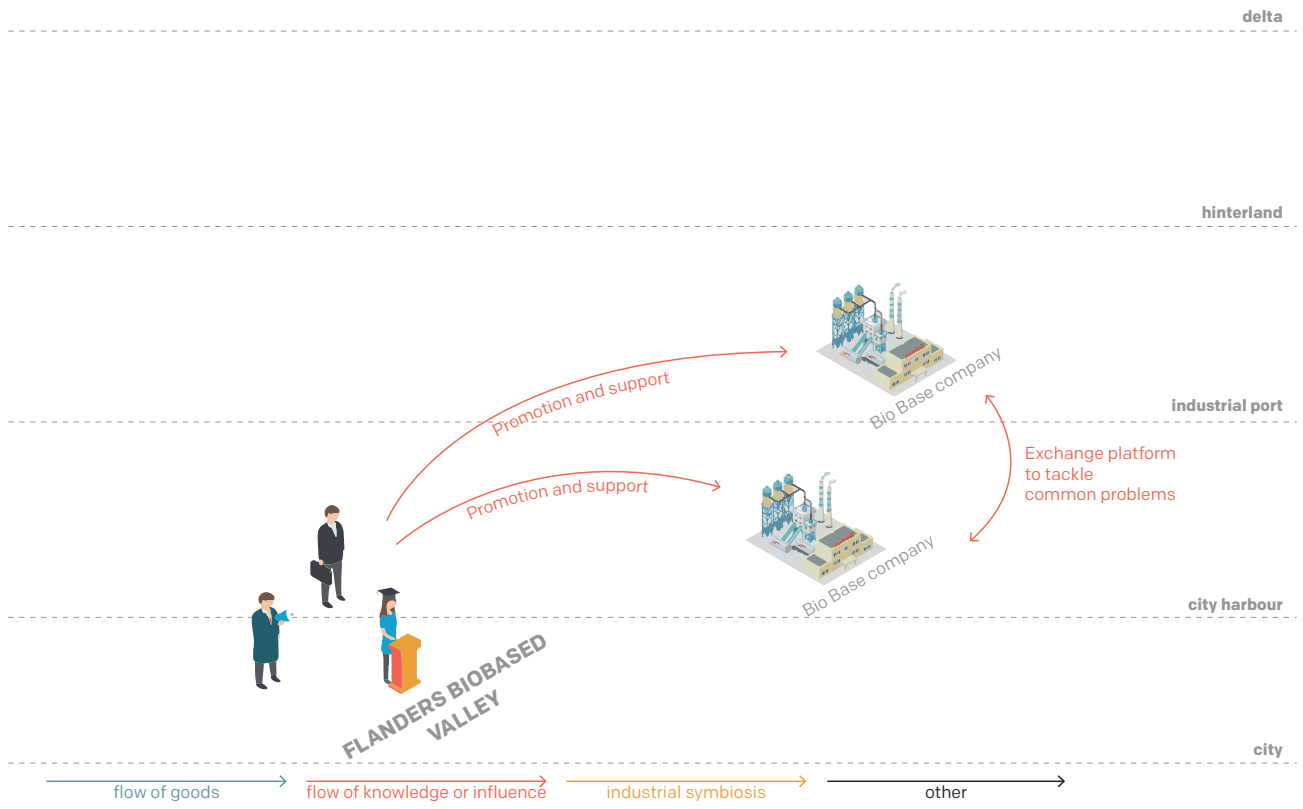 delta
hinterland
industrial port
city harbour
city
Promotion and support
Promotion and support
Bio Base company
Bio Base company
Exchange platform
to tackle
common problems
FLANDERS BIOBASED
VALLEY
flow of goods
flow of knowledge or influence
industrial symbiosis
other